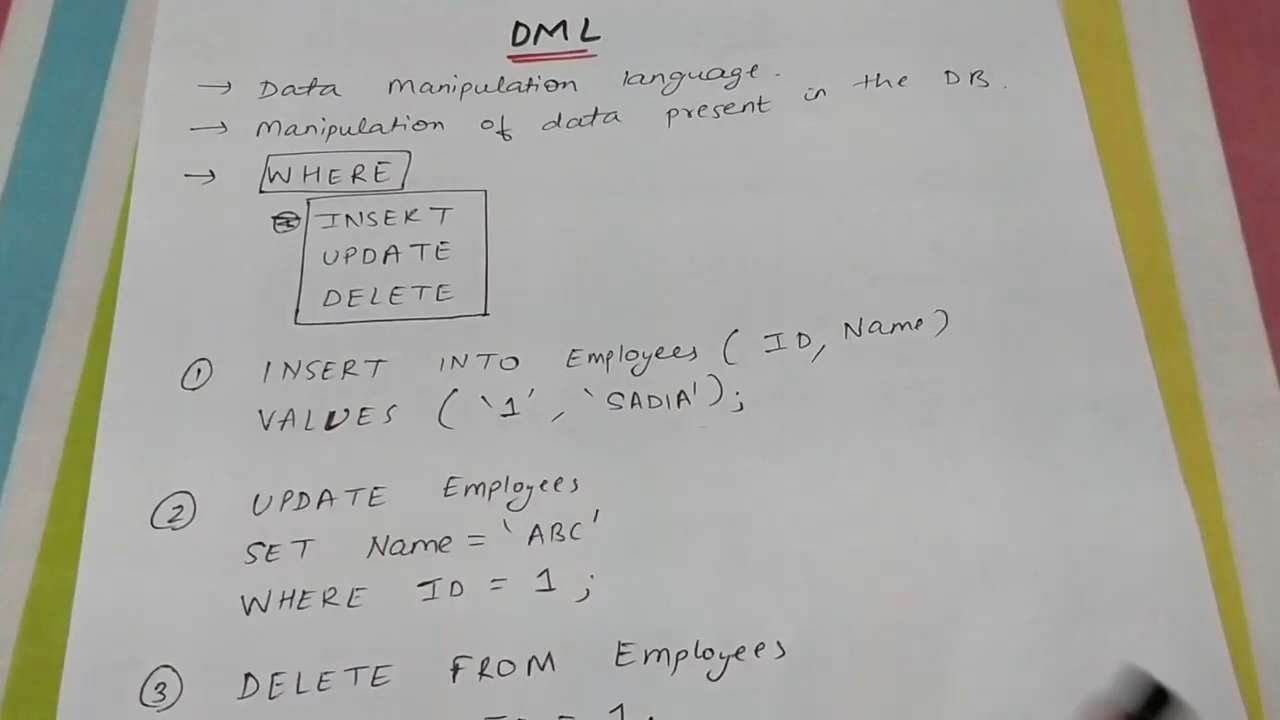 DML
→ Data Manipulation language.
→ Manipulation of data present in the DB.
→ WHERE
INSERT
UPDATE
DELETE
① INSERT INTO Employees ( ID, Name )
VALUES ( '1' , 'SADIA' ) ;
② UPDATE Employees
SET Name = 'ABC'
WHERE ID = 1 ;
③ DELETE FROM Employees
= 1 ;